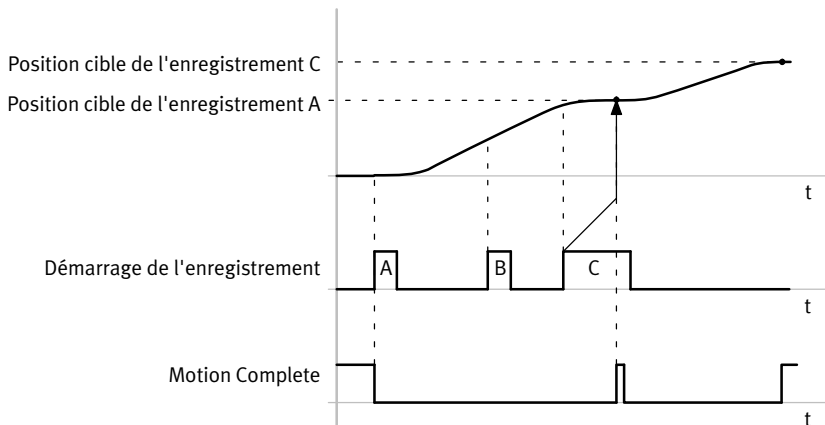 Position cible de l'enregistrement C
Position cible de l'enregistrement A
t
Démarrage de l'enregistrement
A
B
C
t
Motion Complete
t